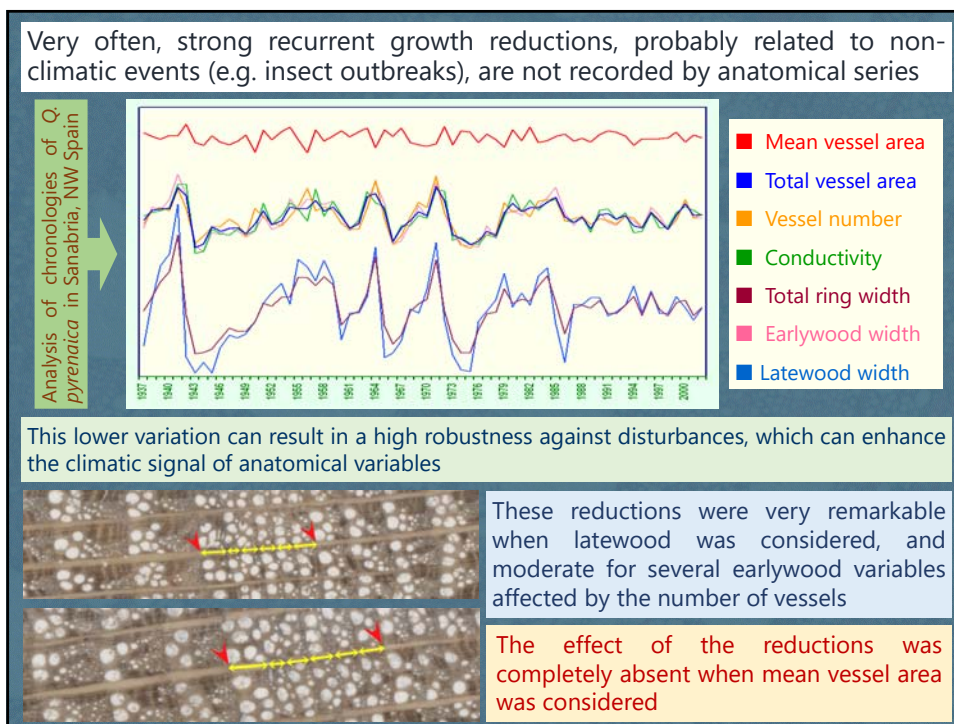 Very often, strong recurrent growth reductions, probably related to non-
climatic events (e.g. insect outbreaks), are not recorded by anatomical series
Analysis of chronologies of Q.
pyrenaica in Sanabria, NW Spain
Mean vessel area
Total vessel area
Vessel number
Conductivity
Total ring width
Earlywood width
Latewood width
1937 1940 1943 1946 1949 1952 1955 1958 1961 1964 1967 1970 1973 1976 1979 1982 1985 1988 1991 1994 1997 2000
This lower variation can result in a high robustness against disturbances, which can enhance
the climatic signal of anatomical variables
These reductions were very remarkable
when latewood was considered, and
moderate for several earlywood variables
affected by the number of vessels
The effect of the reductions was
completely absent when mean vessel area
was considered